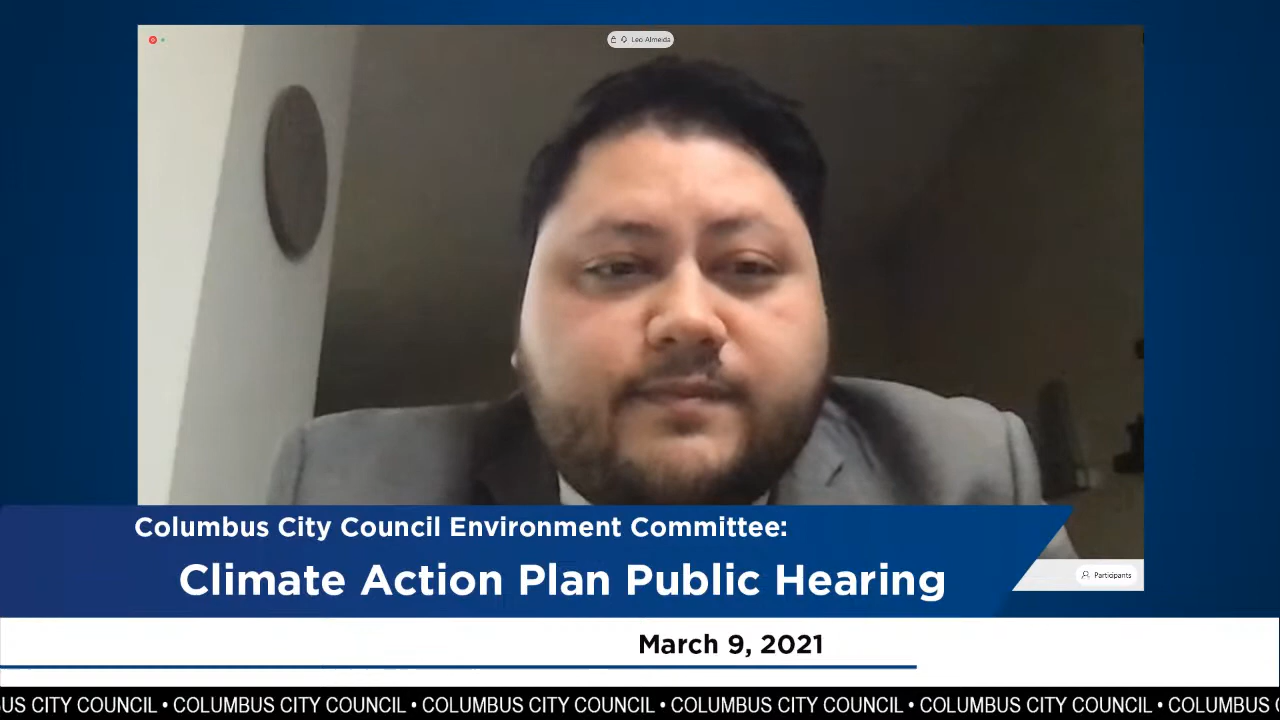 Leo Almeida
Participants
Columbus City Council Environment Committee:
Climate Action Plan Public Hearing
March 9, 2021
US CITY COUNCIL • COLUMBUS CITY COUNCIL • COLUMBUS CITY COUNCIL • COLUMBUS CITY COUNCIL • COLUMBUS CITY COUNCIL • COLUMBUS